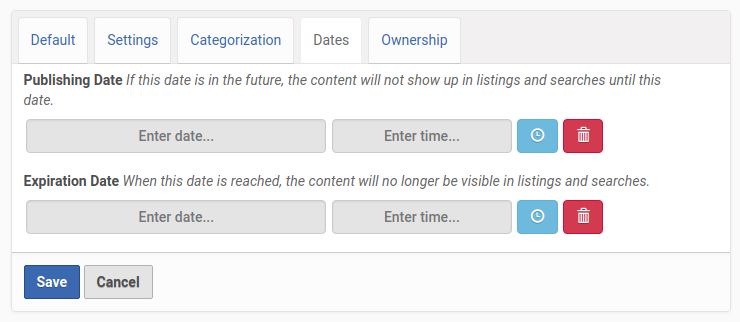 Default Settings Categorization Dates Ownership
Publishing Date If this date is in the future, the content will not show up in listings and searches until this
date.
Enter date... Enter time...
Expiration Date When this date is reached, the content will no longer be visible in listings and searches.
Enter date... Enter time...
Save Cancel